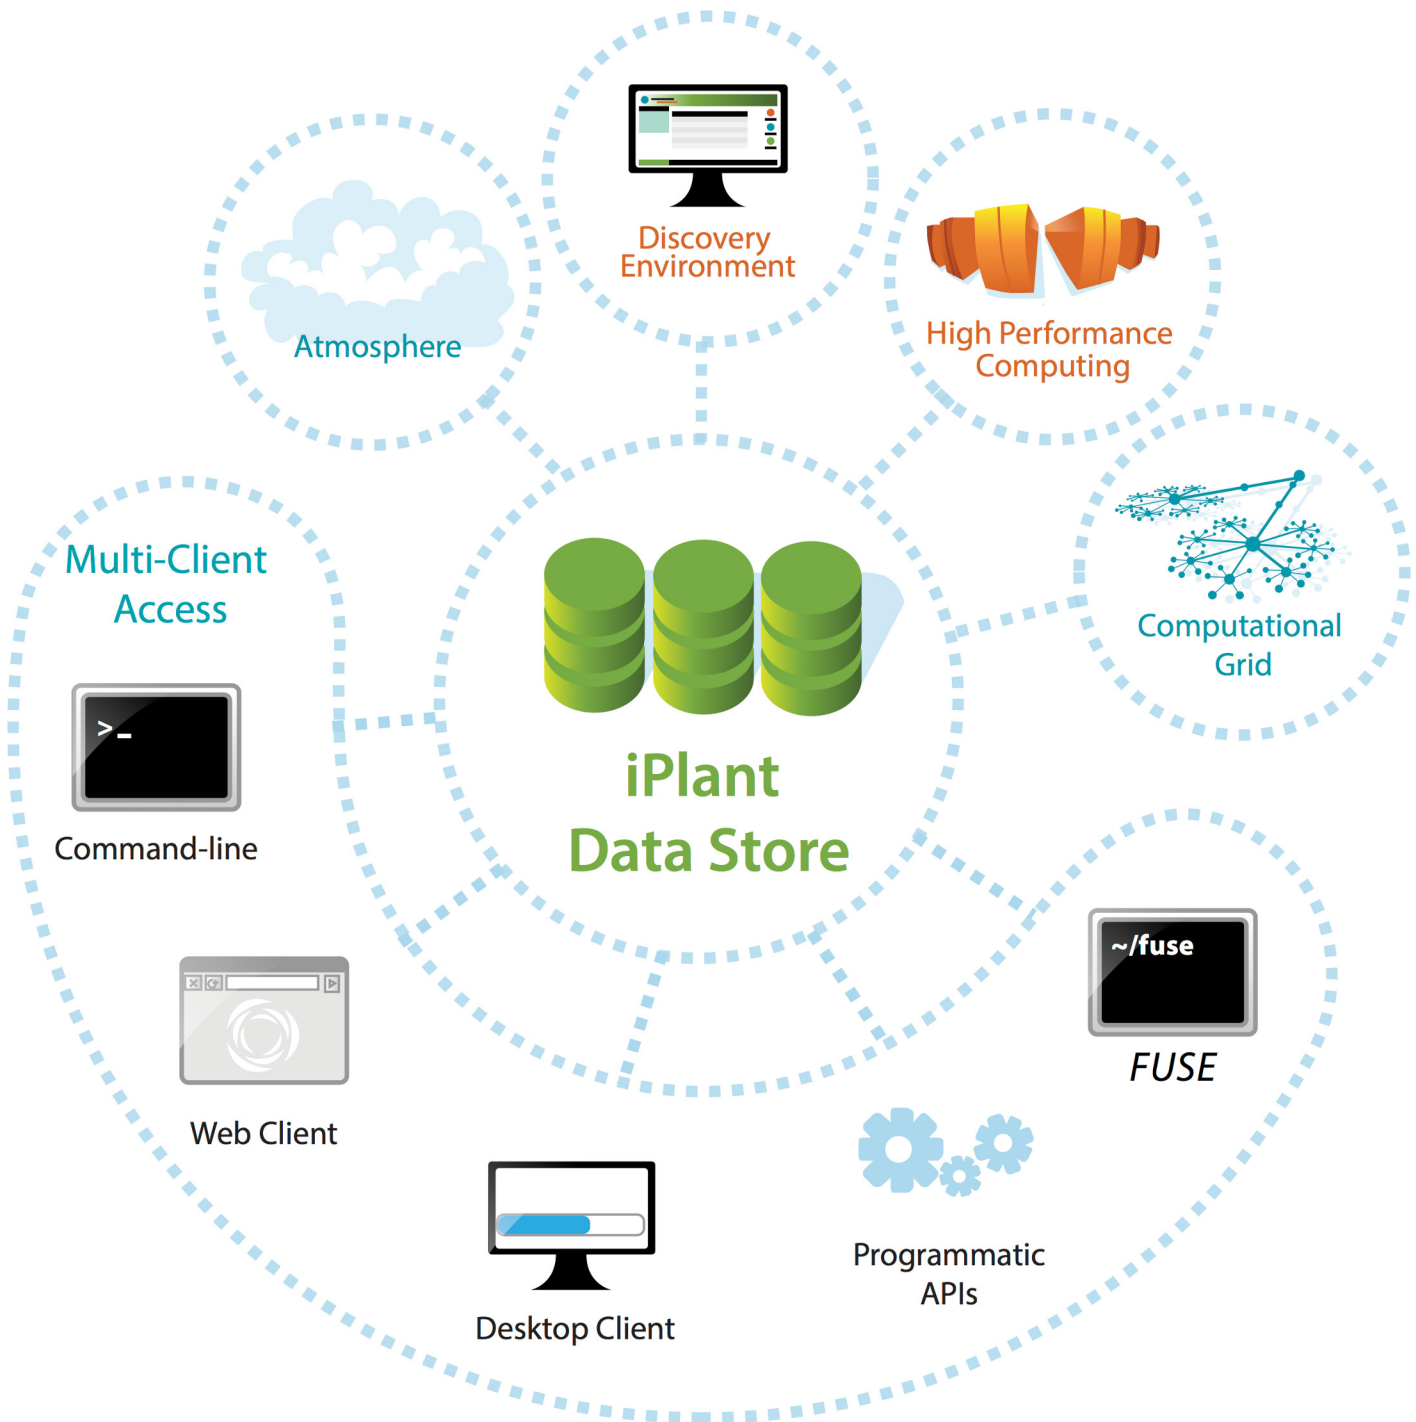 Discovery
Environment
Atmosphere
High Performance
Computing
Multi-Client
Access
Computational
Grid
>_
Command-line
iPlant
Data Store
~/fuse
FUSE
Web Client
Programmatic
APIs
Desktop Client